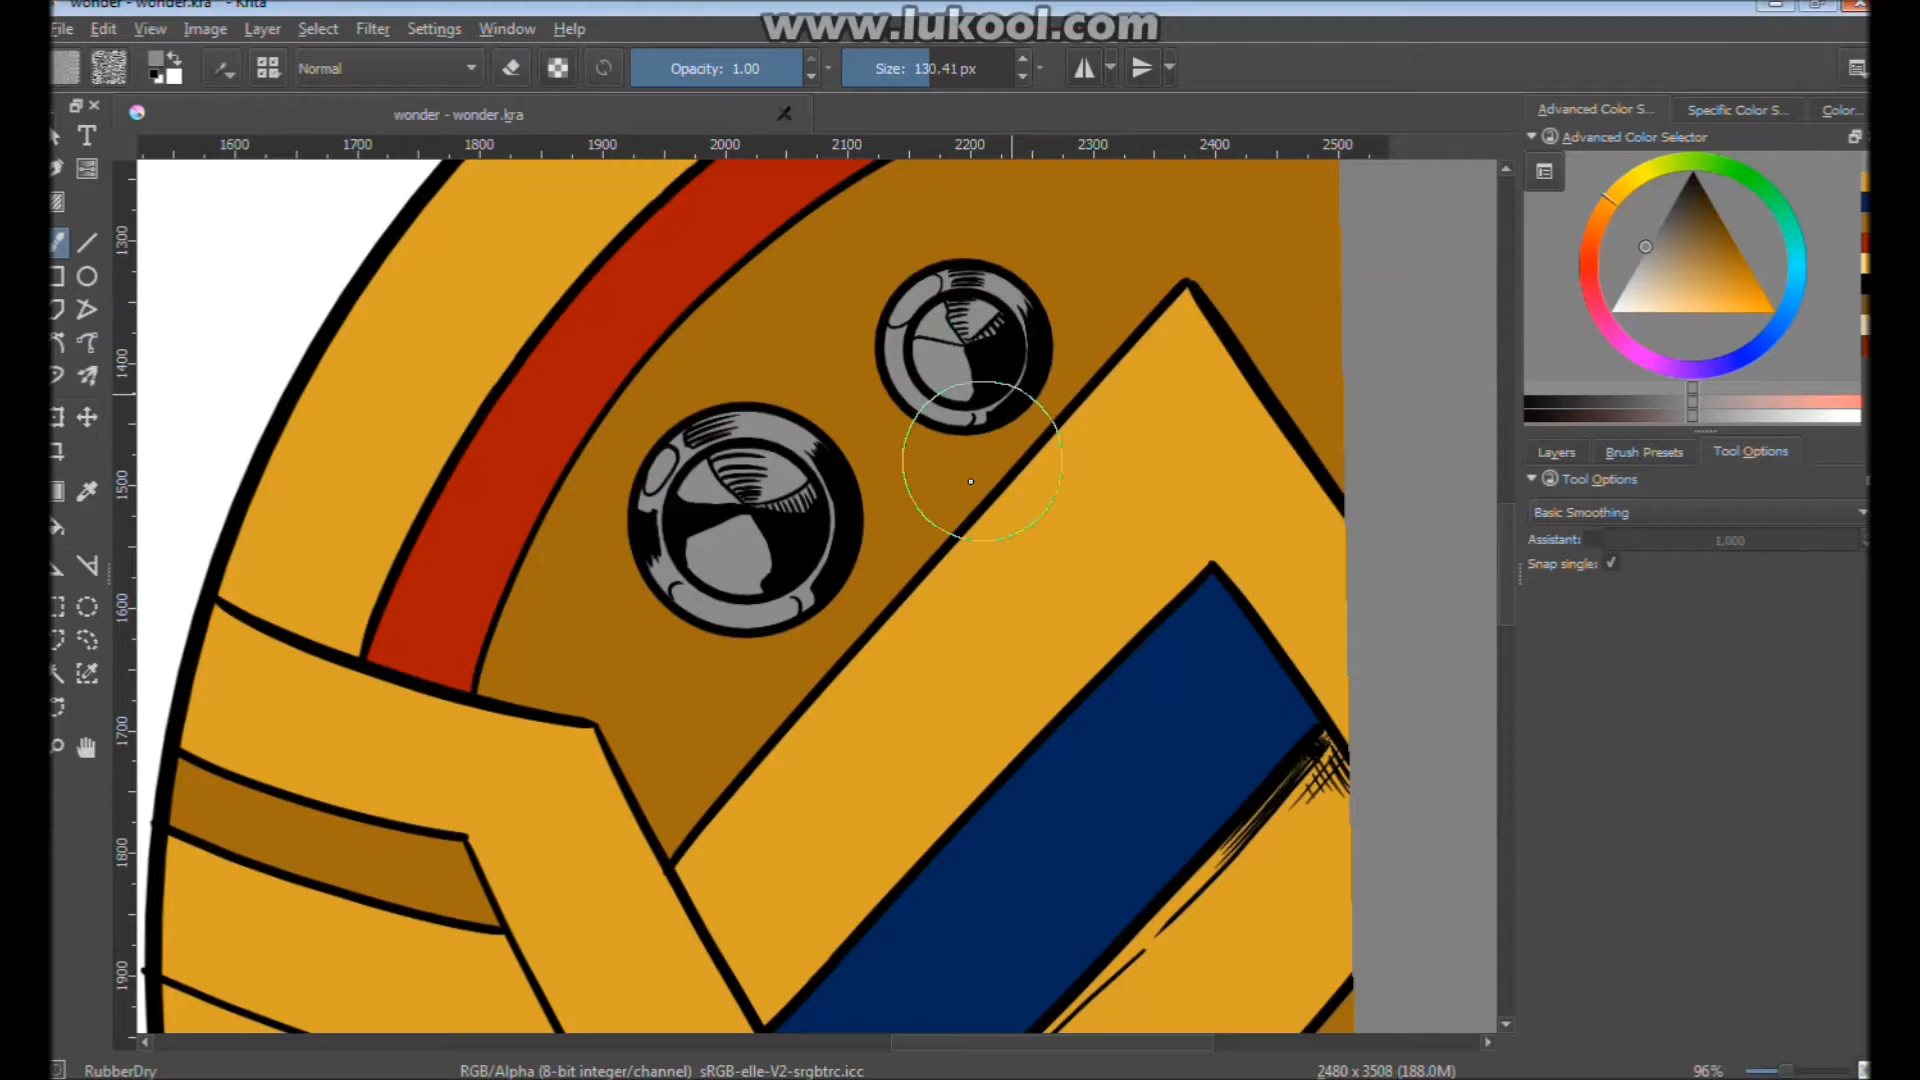 wonder - wonder.kra - Krita
www.lukool.com
File Edit View Image Layer Select Filter Settings Window Help
Normal
Opacity: 1.00
Size: 130.41 px
wonder - wonder.kra
Advanced Color S... Specific Color S... Color...
Advanced Color Selector
1600 1700 1800 1900 2000 2100 2200 2300 2400 2500
1300
1400
1500
1600
1700
1800
1900
Layers Brush Presets Tool Options
Tool Options
Basic Smoothing
Assistant: 1.000
Snap single:
RubberDry
RGB/Alpha (8-bit integer/channel) sRGB-elle-V2-srgbtrc.icc
2480 x 3508 (188.0M)
96%